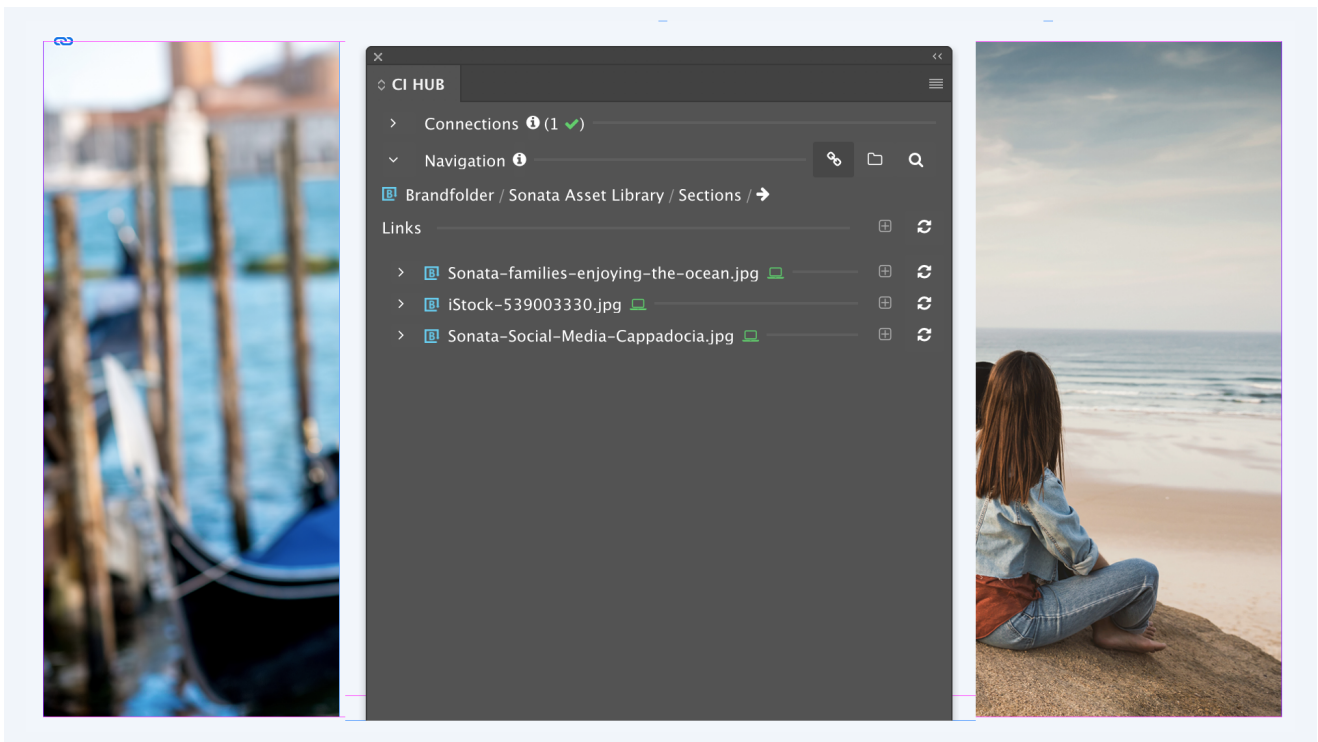 CI HUB
Connections (1 ✔)
Navigation
Brandfolder / Sonata Asset Library / Sections /
Links
Sonata-families-enjoying-the-ocean.jpg
iStock-539003330.jpg
Sonata-Social-Media-Cappadocia.jpg